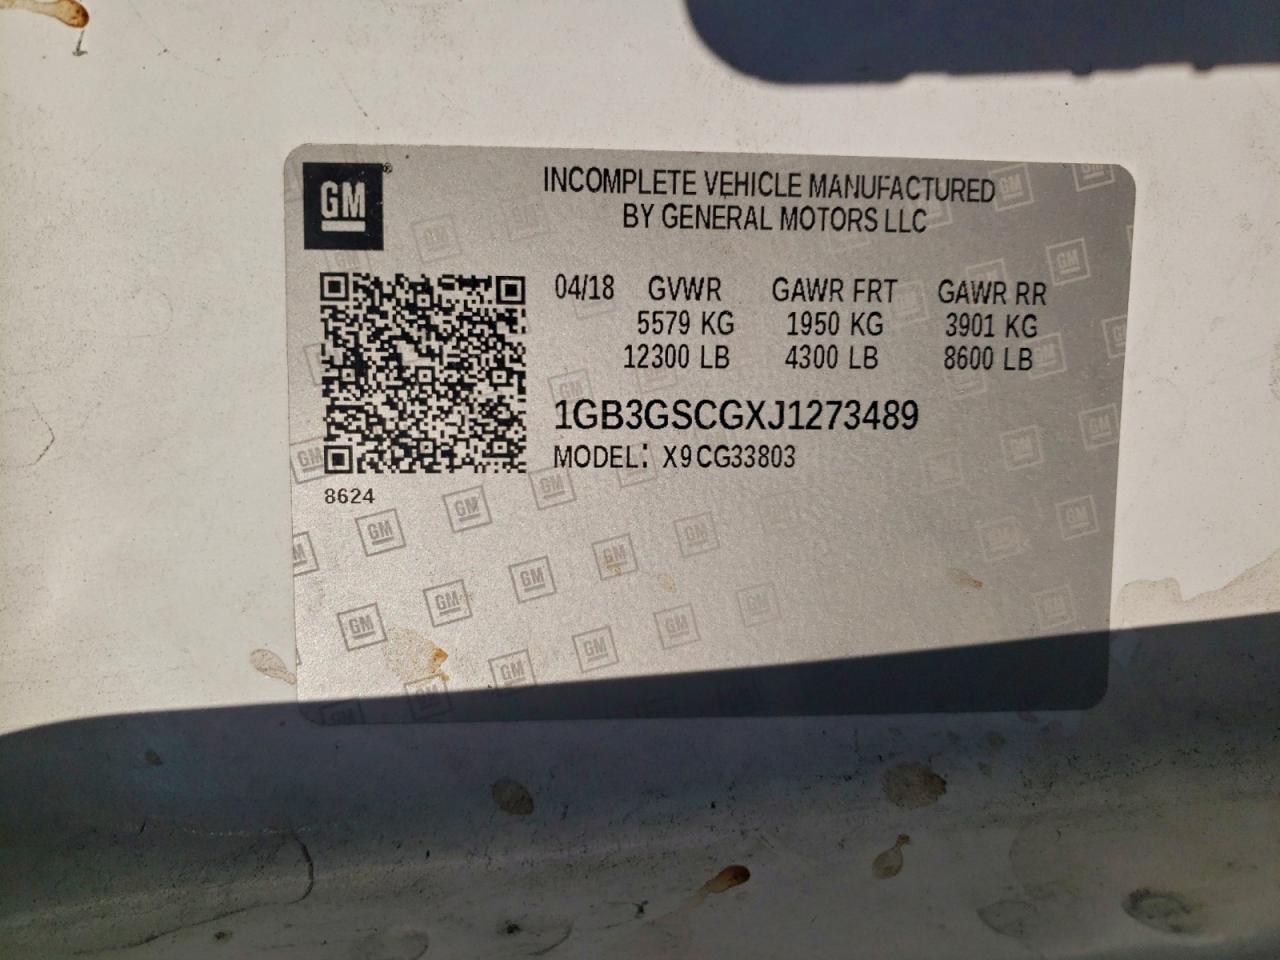 GM®
INCOMPLETE VEHICLE MANUFACTURED
BY GENERAL MOTORS LLC
04/18 GVWR GAWR FRT GAWR RR
5579 KG 1950 KG 3901 KG
12300 LB 4300 LB 8600 LB
1GB3GSCGXJ1273489
MODEL: X9CG33803
8624